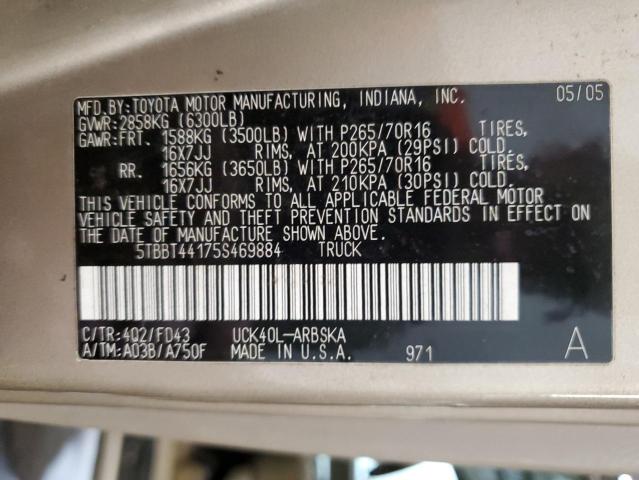 MFD. BY: TOYOTA MOTOR MANUFACTURING, INDIANA, INC. 05/05
GVWR: 2858KG (6300LB)
GAWR: FRT. 1588KG (3500LB) WITH P265/70R16 TIRES,
16X7JJ RIMS, AT 200KPA (29PSI) COLD.
RR. 1656KG (3650LB) WITH P265/70R16 TIRES,
16X7JJ RIMS, AT 210KPA (30PSI) COLD.
THIS VEHICLE CONFORMS TO ALL APPLICABLE FEDERAL MOTOR
VEHICLE SAFETY AND THEFT PREVENTION STANDARDS IN EFFECT ON
THE DATE OF MANUFACTURE SHOWN ABOVE.
5TBBT44175S469884 TRUCK
C/TR: 4Q2/FD43 UCK40L-ARBSKA
A/TM: A03B/A750F MADE IN U.S.A. 971 A